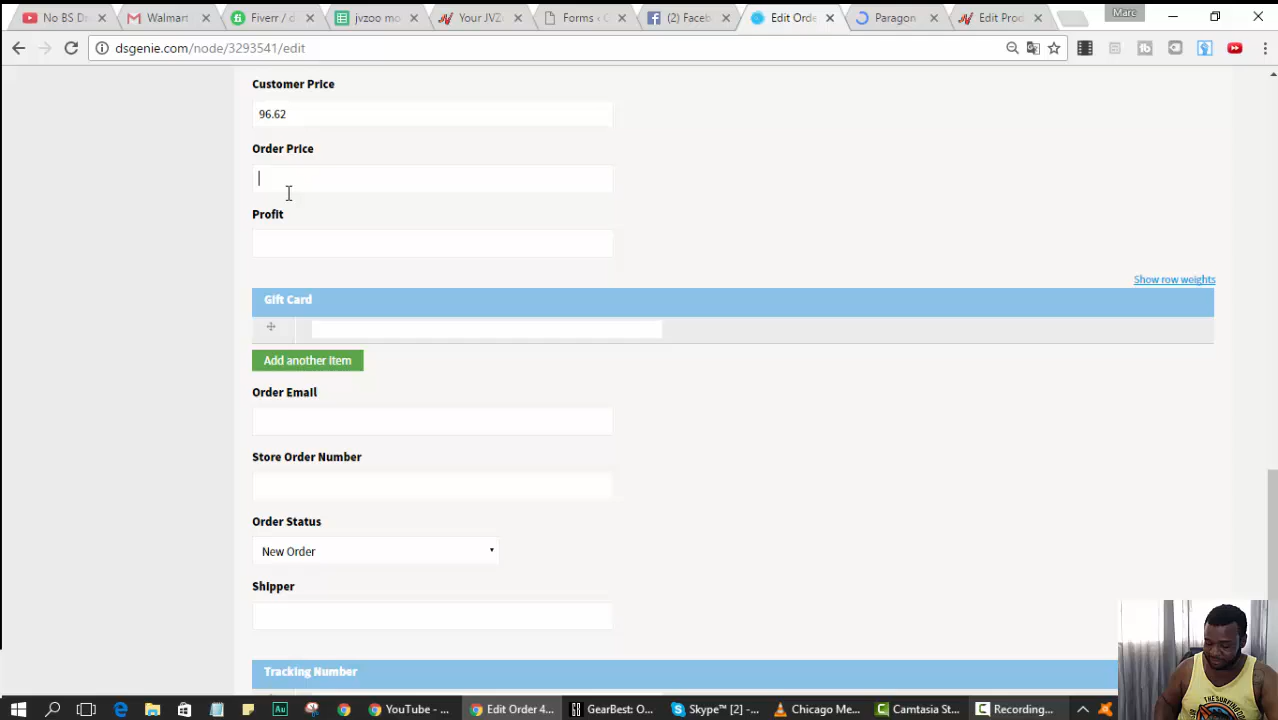 No BS Dr
Walmart
Fiverr / d
jvzoo mo
Your JVZ
Forms ‹ C
(2) Faceb
Edit Orde
Paragon
Edit Prod
Marc
dsgenie.com/node/3293541/edit
Customer Price
96.62
Order Price
Profit
Show row weights
Gift Card
Add another item
Order Email
Store Order Number
Order Status
New Order
Shipper
Tracking Number
YouTube - ...
Edit Order 4...
GearBest: O...
Skype™ [2] - ...
Chicago Me...
Camtasia St...
Recording...